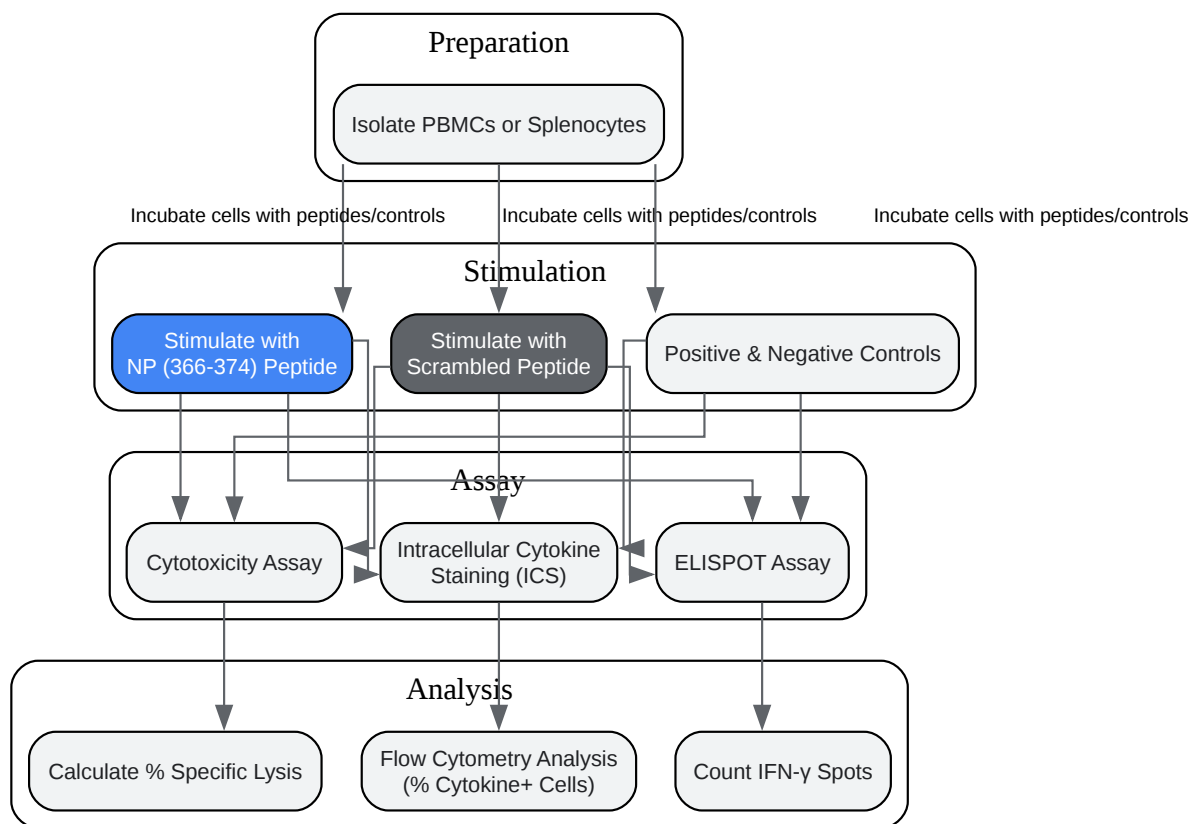 Preparation
Isolate PBMCs or Splenocytes
Incubate cells with peptides/controls
Incubate cells with peptides/controls
Incubate cells with peptides/controls
Stimulation
Stimulate with
NP (366-374) Peptide
Stimulate with
Scrambled Peptide
Positive & Negative Controls
Assay
Cytotoxicity Assay
Intracellular Cytokine
Staining (ICS)
ELISPOT Assay
Analysis
Calculate % Specific Lysis
Flow Cytometry Analysis
(% Cytokine+ Cells)
Count IFN-γ Spots